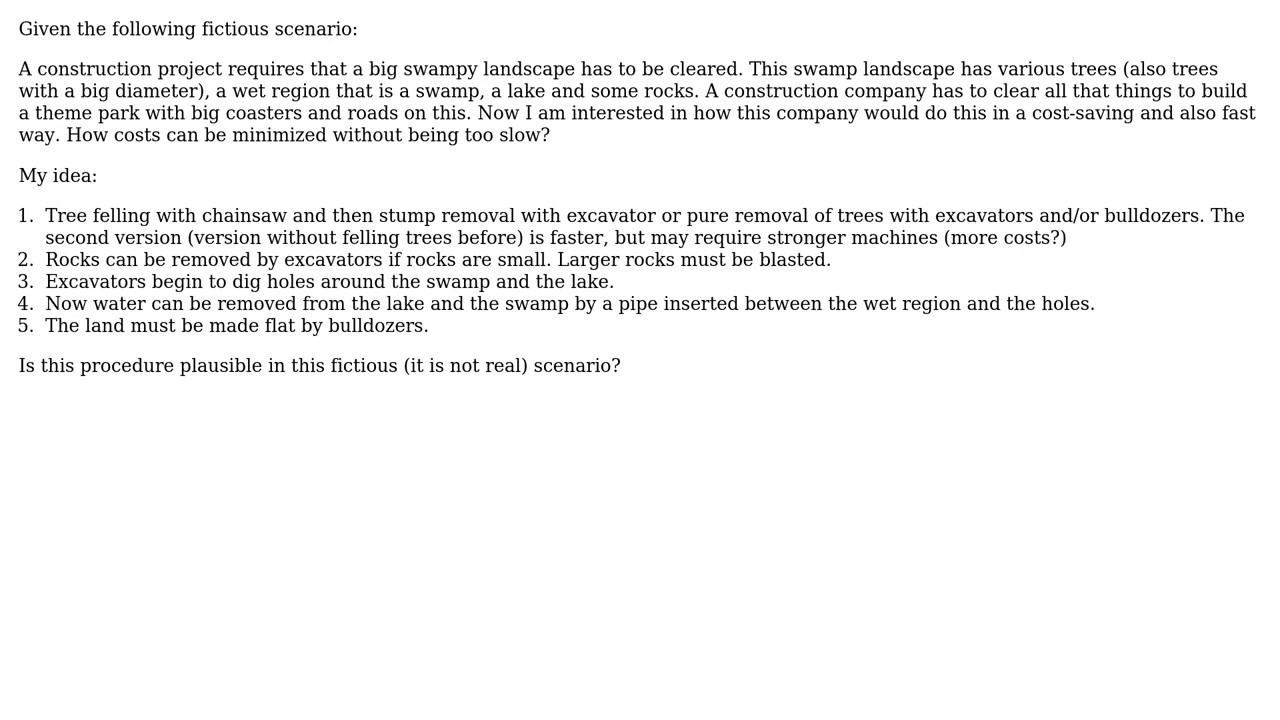 Given the following fictious scenario:
A construction project requires that a big swampy landscape has to be cleared. This swamp landscape has various trees (also trees
with a big diameter), a wet region that is a swamp, a lake and some rocks. A construction company has to clear all that things to build
a theme park with big coasters and roads on this. Now I am interested in how this company would do this in a cost-saving and also fast
way. How costs can be minimized without being too slow?
My idea:
1. Tree felling with chainsaw and then stump removal with excavator or pure removal of trees with excavators and/or bulldozers. The
second version (version without felling trees before) is faster, but may require stronger machines (more costs?)
2. Rocks can be removed by excavators if rocks are small. Larger rocks must be blasted.
3. Excavators begin to dig holes around the swamp and the lake.
4. Now water can be removed from the lake and the swamp by a pipe inserted between the wet region and the holes.
5. The land must be made flat by bulldozers.
Is this procedure plausible in this fictious (it is not real) scenario?